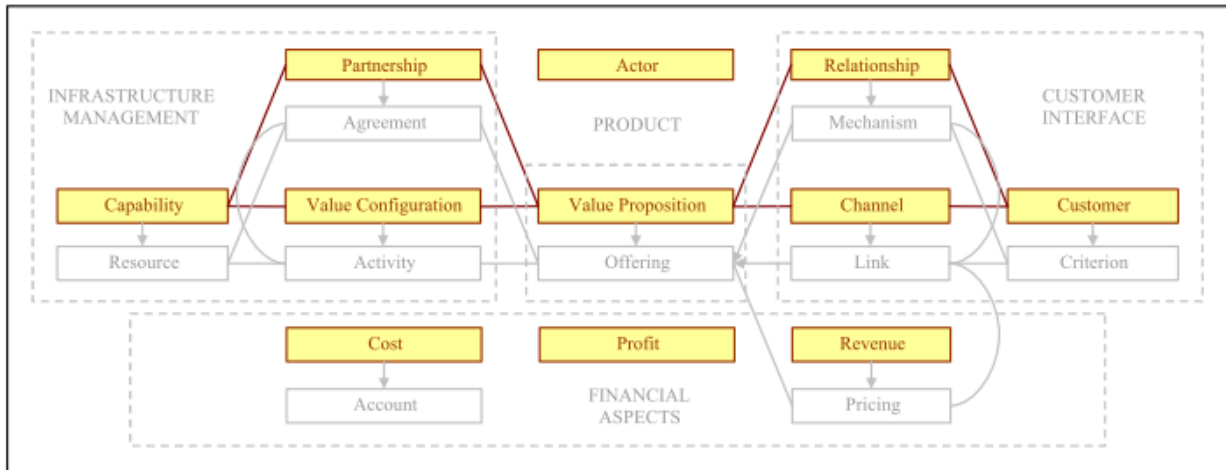 Partnership
Actor
Relationship
INFRASTRUCTURE
MANAGEMENT
CUSTOMER
INTERFACE
Agreement
PRODUCT
Mechanism
Capability
Value Configuration
Value Proposition
Channel
Customer
Resource
Activity
Offering
Link
Criterion
Cost
Profit
Revenue
Account
FINANCIAL
ASPECTS
Pricing